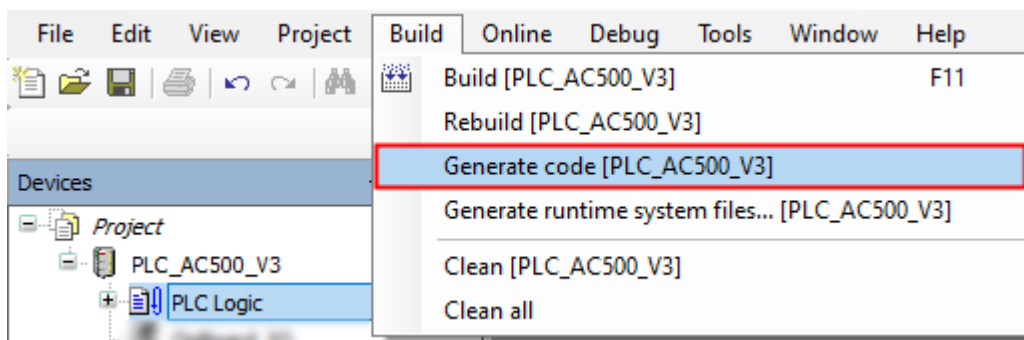 File Edit View Project Build Online Debug Tools Window Help
Build [PLC_AC500_V3] F11
Rebuild [PLC_AC500_V3]
Generate code [PLC_AC500_V3]
Generate runtime system files... [PLC_AC500_V3]
Clean [PLC_AC500_V3]
Clean all
Devices
Project
PLC_AC500_V3
PLC Logic